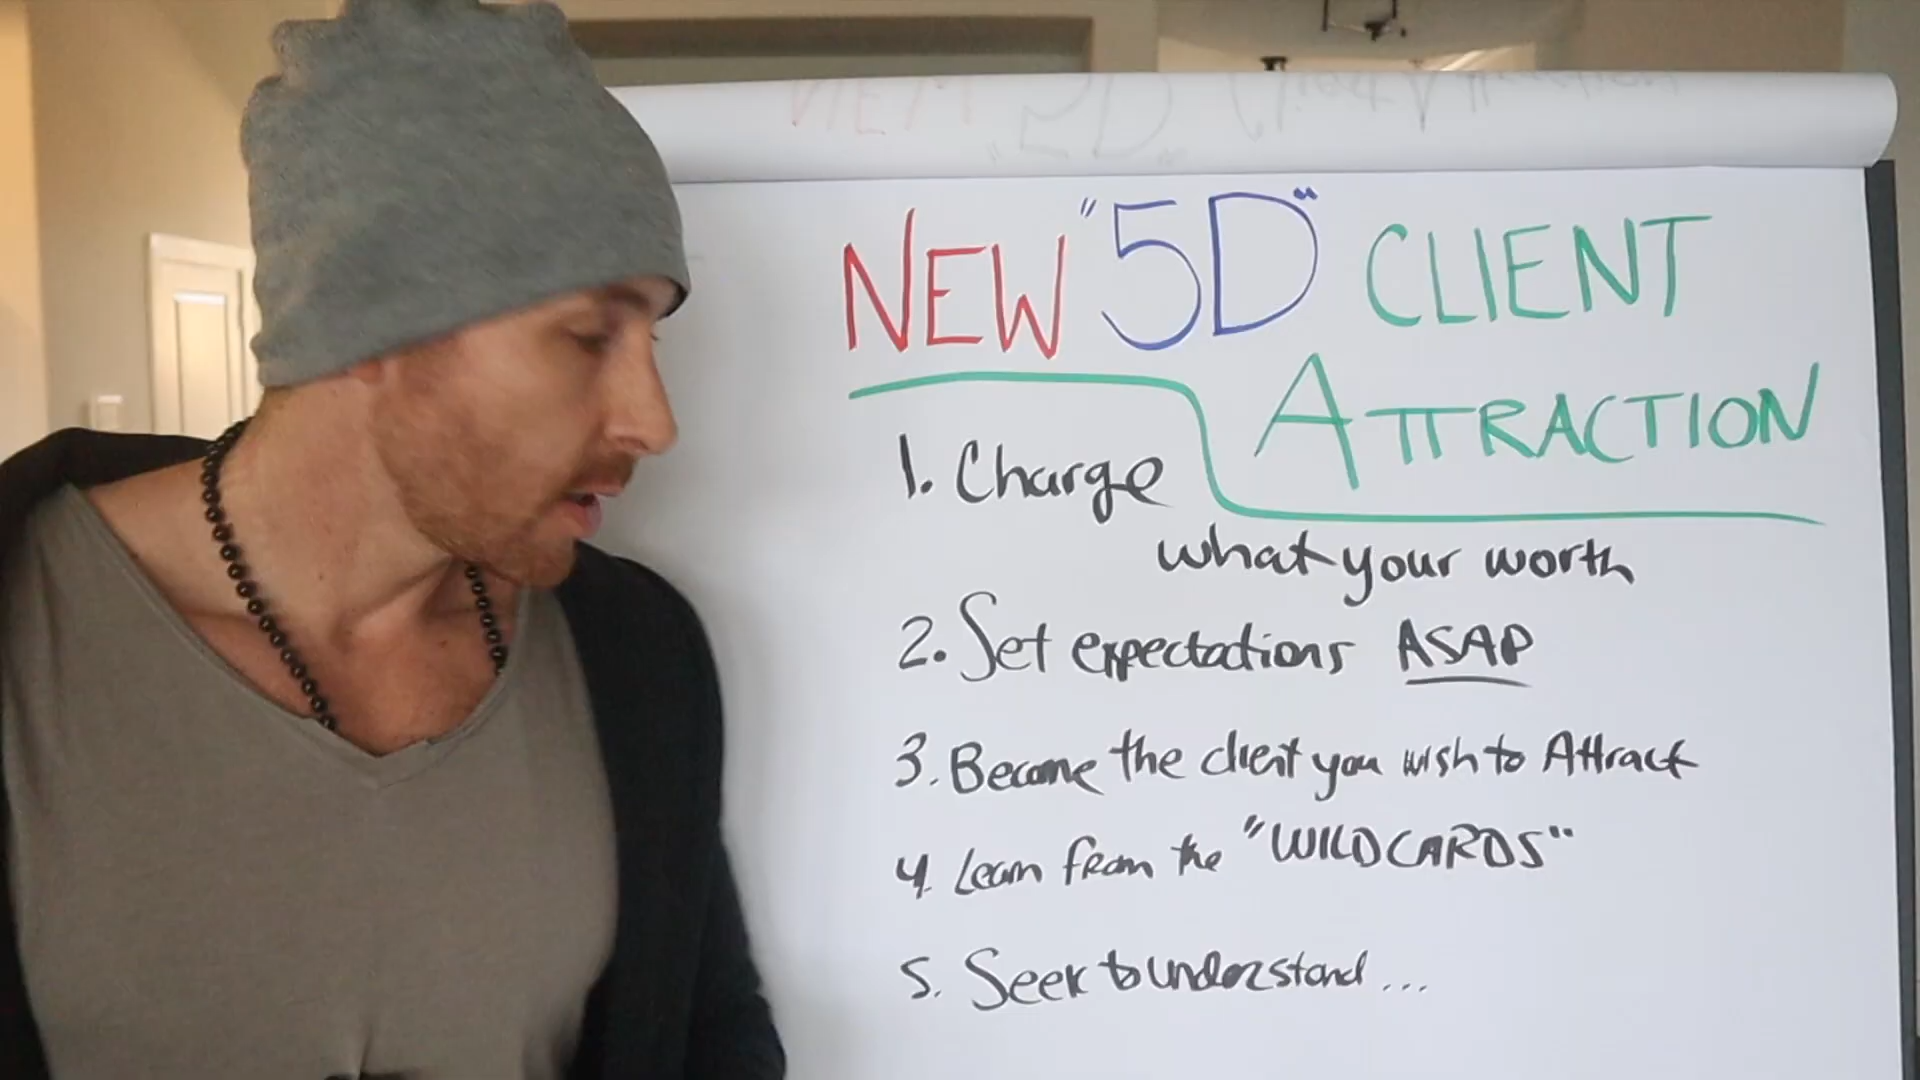 NEW "5D" CLIENT
ATTRACTION
1. Charge
what your worth
2. Set expectations ASAP
3. Become the client you wish to Attract
4. Learn from the "WILDCARDS"
5. Seek to understand...